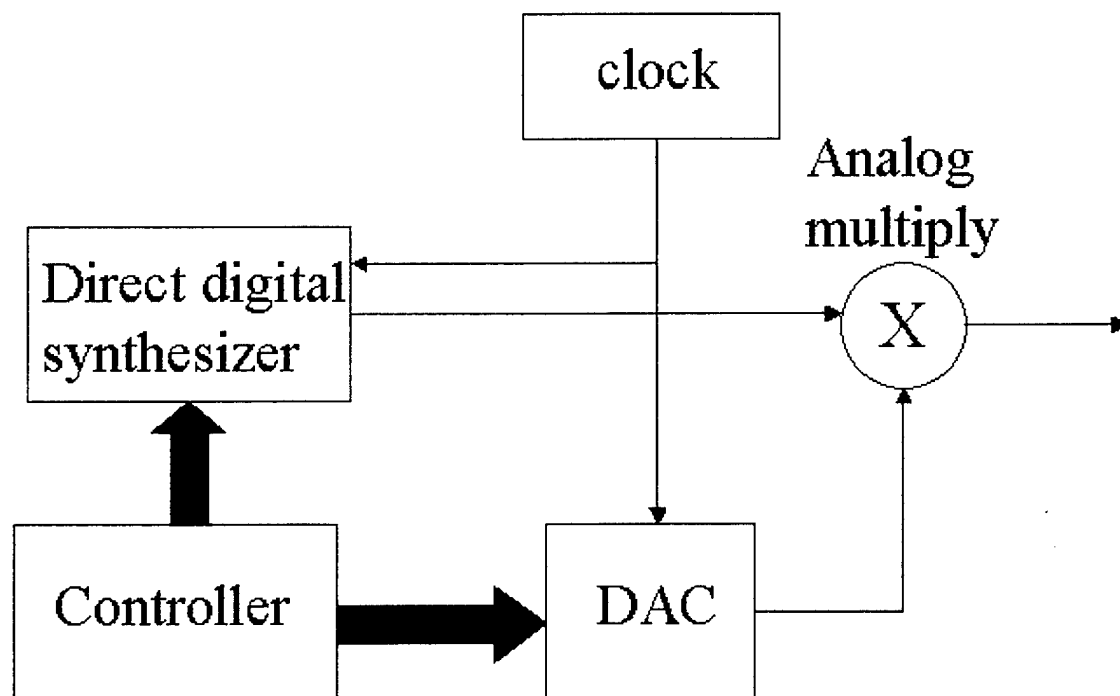 clock
Analog
multiply
Direct digital
synthesizer
X
Controller
DAC